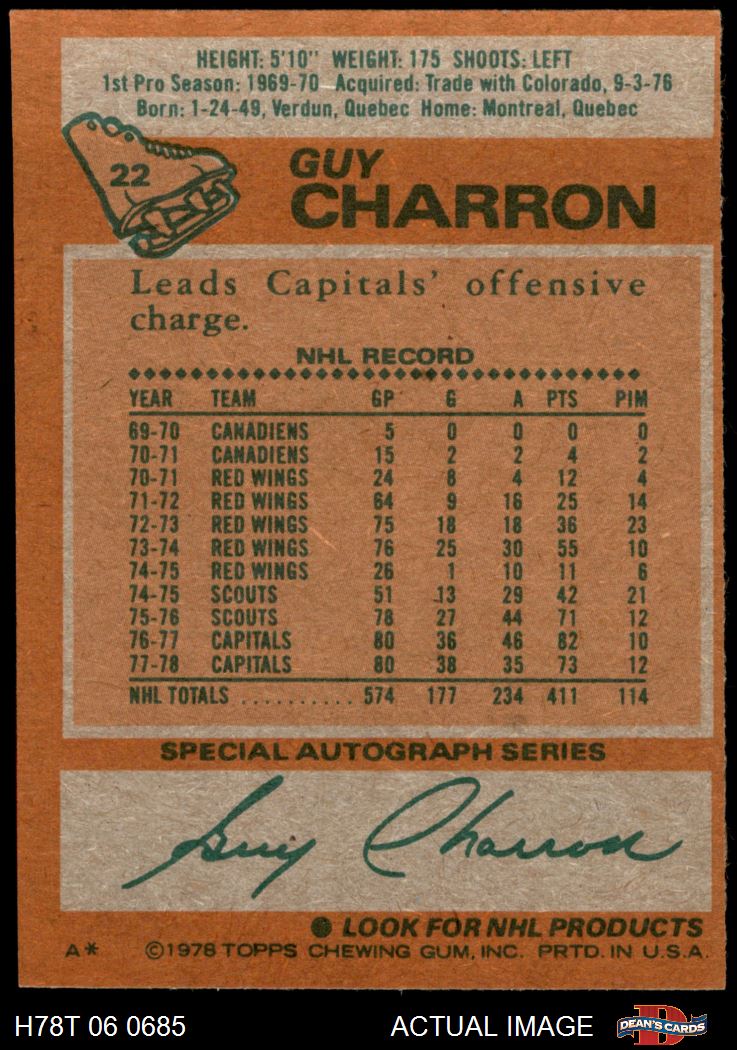 HEIGHT: 5'10" WEIGHT: 175 SHOOTS: LEFT
1st Pro Season: 1969-70 Acquired: Trade with Colorado, 9-3-76
Born: 1-24-49, Verdun, Quebec Home: Montreal, Quebec
22
GUY
CHARRON
Leads Capitals' offensive
charge.
NHL RECORD
YEAR TEAM GP G A PTS PIM
69-70 CANADIENS 5 0 0 0 0
70-71 CANADIENS 15 2 2 4 2
70-71 RED WINGS 24 8 4 12 4
71-72 RED WINGS 64 9 16 25 14
72-73 RED WINGS 75 18 18 36 23
73-74 RED WINGS 76 25 30 55 10
74-75 RED WINGS 26 1 10 11 6
74-75 SCOUTS 51 13 29 42 21
75-76 SCOUTS 78 27 44 71 12
76-77 CAPITALS 80 36 46 82 10
77-78 CAPITALS 80 38 35 73 12
NHL TOTALS .......... 574 177 234 411 114
SPECIAL AUTOGRAPH SERIES
Guy Charron
● LOOK FOR NHL PRODUCTS
A* ©1978 TOPPS CHEWING GUM, INC. PRTD. IN U.S.A.
H78T 06 0685 ACTUAL IMAGE D DEAN'S CARDS